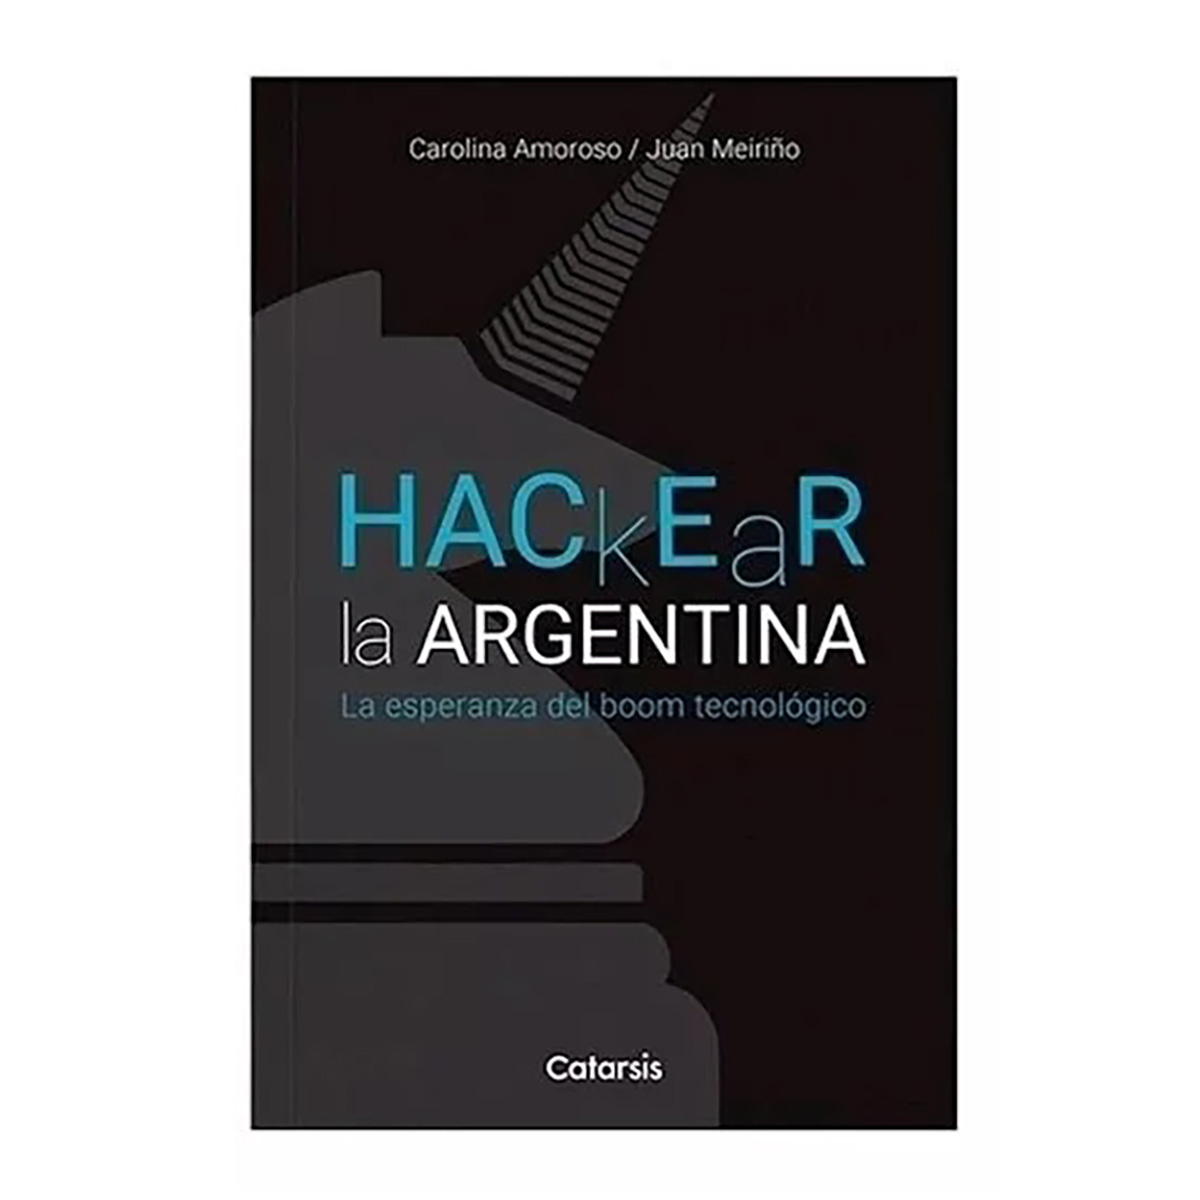 Carolina Amoroso / Juan Meiriño
HACkEaR
la ARGENTINA
La esperanza del boom tecnológico
Catarsis